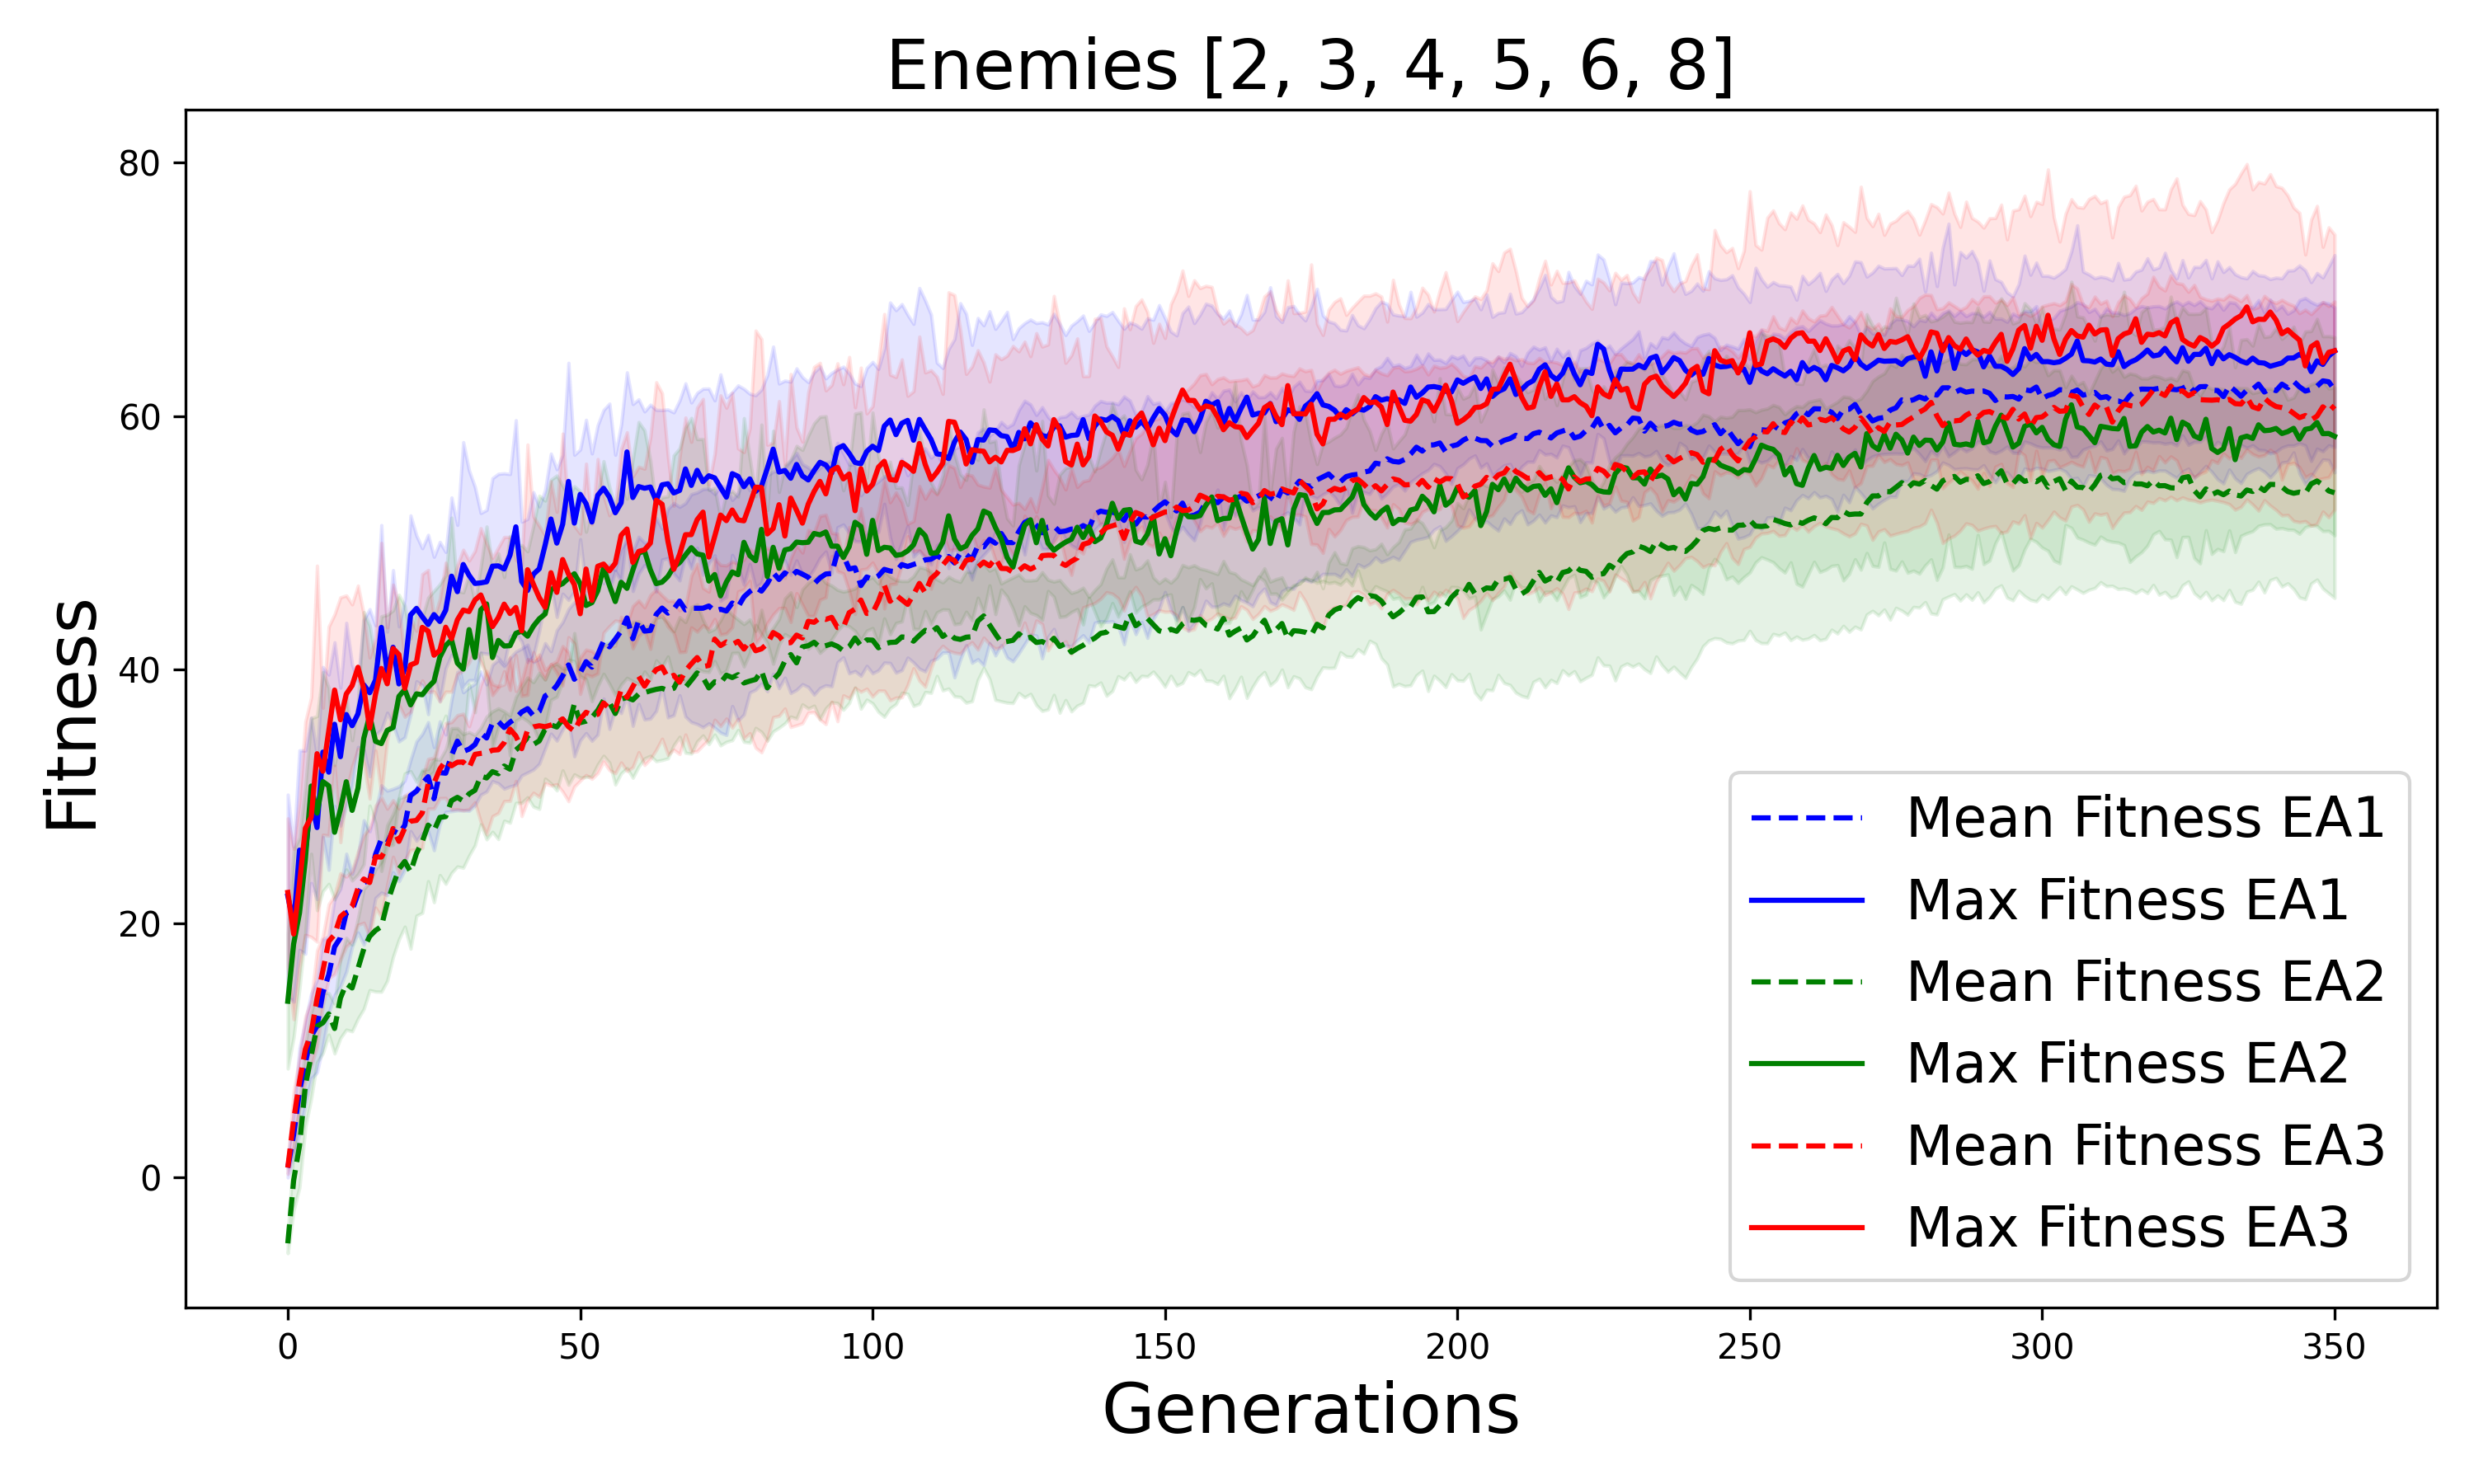 Enemies [2, 3, 4, 5, 6, 8]
Fitness
80
60
40
20
0
0 50 100 150 200 250 300 350
Generations
Mean Fitness EA1
Max Fitness EA1
Mean Fitness EA2
Max Fitness EA2
Mean Fitness EA3
Max Fitness EA3